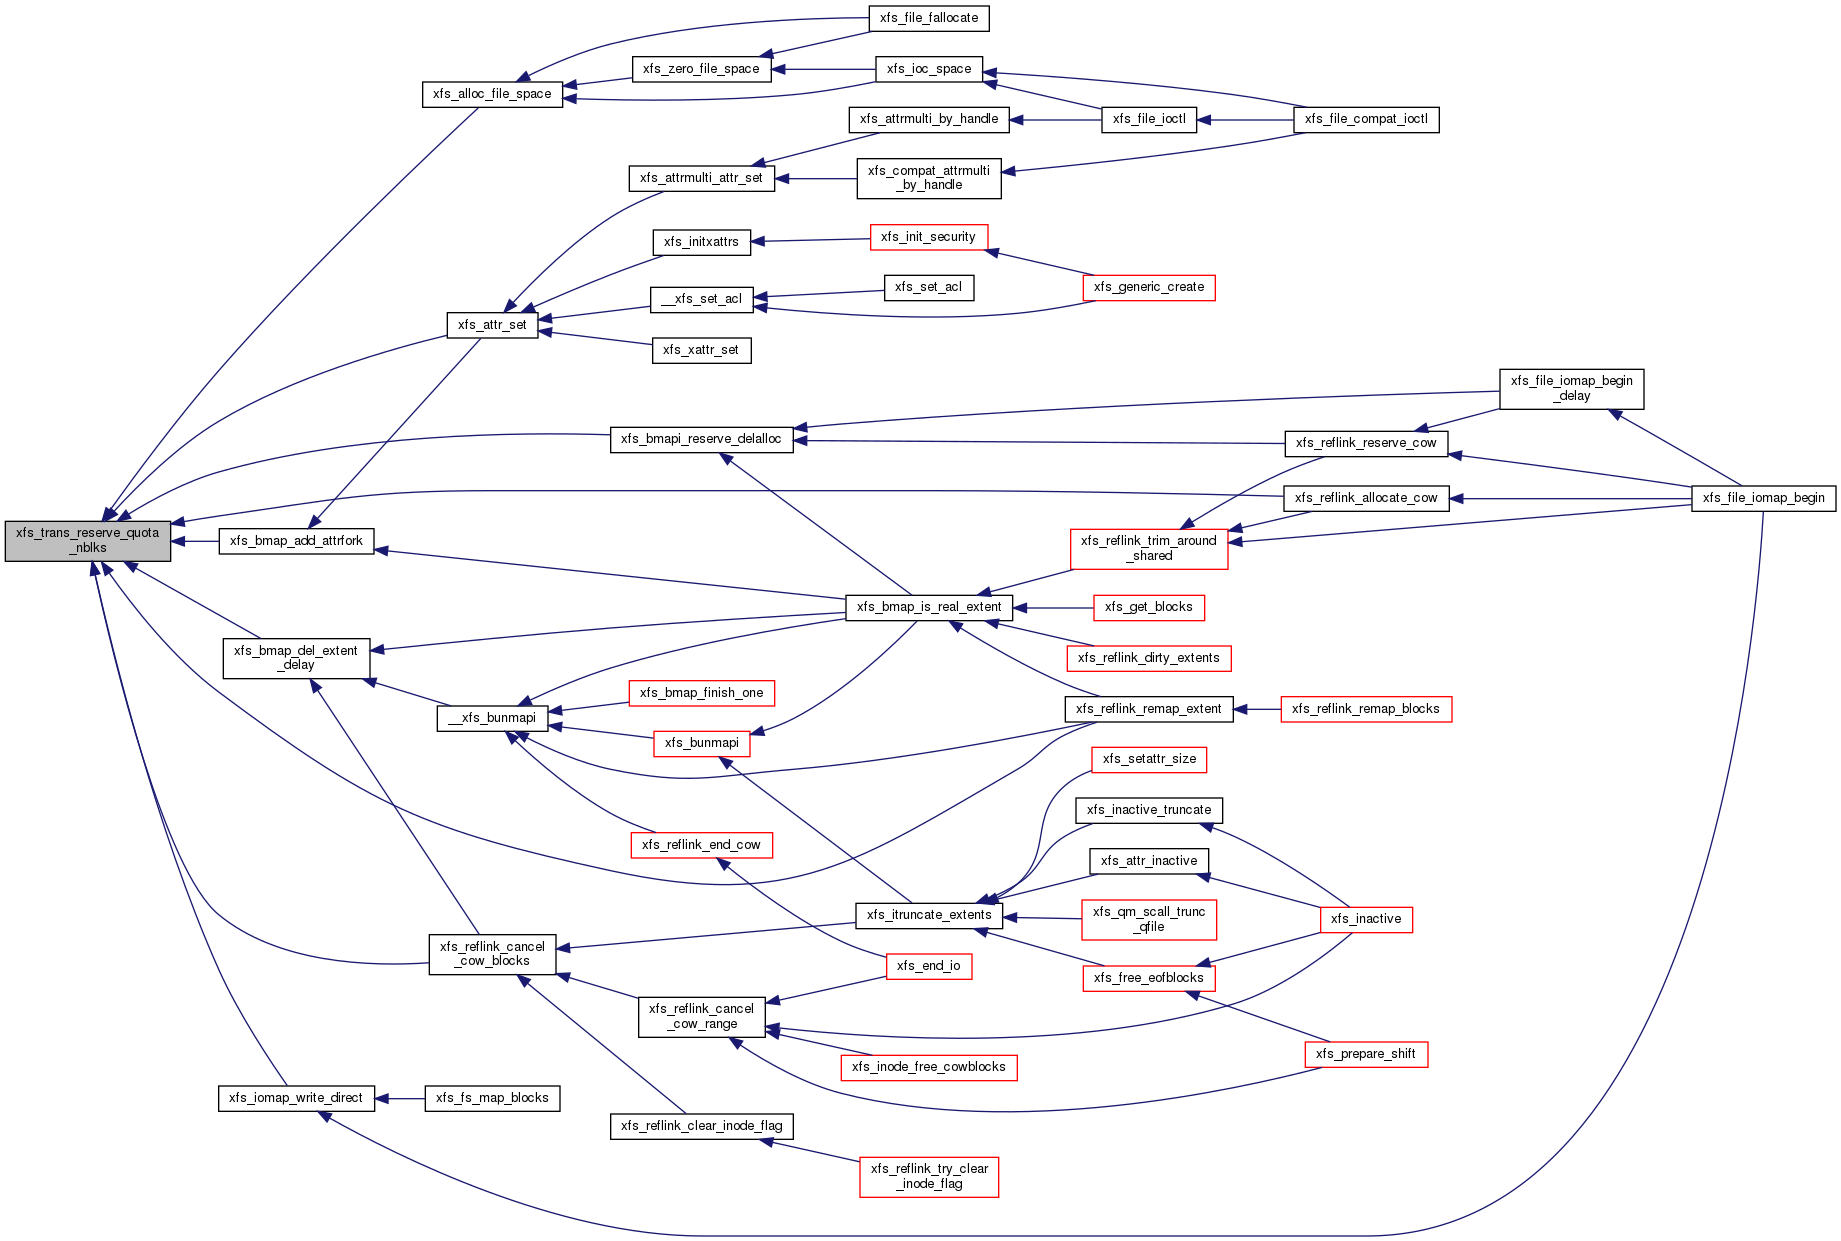 xfs_file_fallocate
xfs_zero_file_space
xfs_ioc_space
xfs_alloc_file_space
xfs_attrmulti_by_handle
xfs_file_ioctl
xfs_file_compat_ioctl
xfs_attrmulti_attr_set
xfs_compat_attrmulti
_by_handle
xfs_initxattrs
xfs_init_security
xfs_set_acl
xfs_generic_create
__xfs_set_acl
xfs_attr_set
xfs_xattr_set
xfs_file_iomap_begin
_delay
xfs_bmapi_reserve_delalloc
xfs_reflink_reserve_cow
xfs_reflink_allocate_cow
xfs_file_iomap_begin
xfs_trans_reserve_quota
_nblks
xfs_bmap_add_attrfork
xfs_reflink_trim_around
_shared
xfs_bmap_is_real_extent
xfs_get_blocks
xfs_bmap_del_extent
_delay
xfs_reflink_dirty_extents
xfs_bmap_finish_one
__xfs_bunmapi
xfs_reflink_remap_extent
xfs_reflink_remap_blocks
xfs_bunmapi
xfs_setattr_size
xfs_inactive_truncate
xfs_reflink_end_cow
xfs_attr_inactive
xfs_itruncate_extents
xfs_qm_scall_trunc
_qfile
xfs_inactive
xfs_reflink_cancel
_cow_blocks
xfs_end_io
xfs_free_eofblocks
xfs_reflink_cancel
_cow_range
xfs_inode_free_cowblocks
xfs_prepare_shift
xfs_iomap_write_direct
xfs_fs_map_blocks
xfs_reflink_clear_inode_flag
xfs_reflink_try_clear
_inode_flag